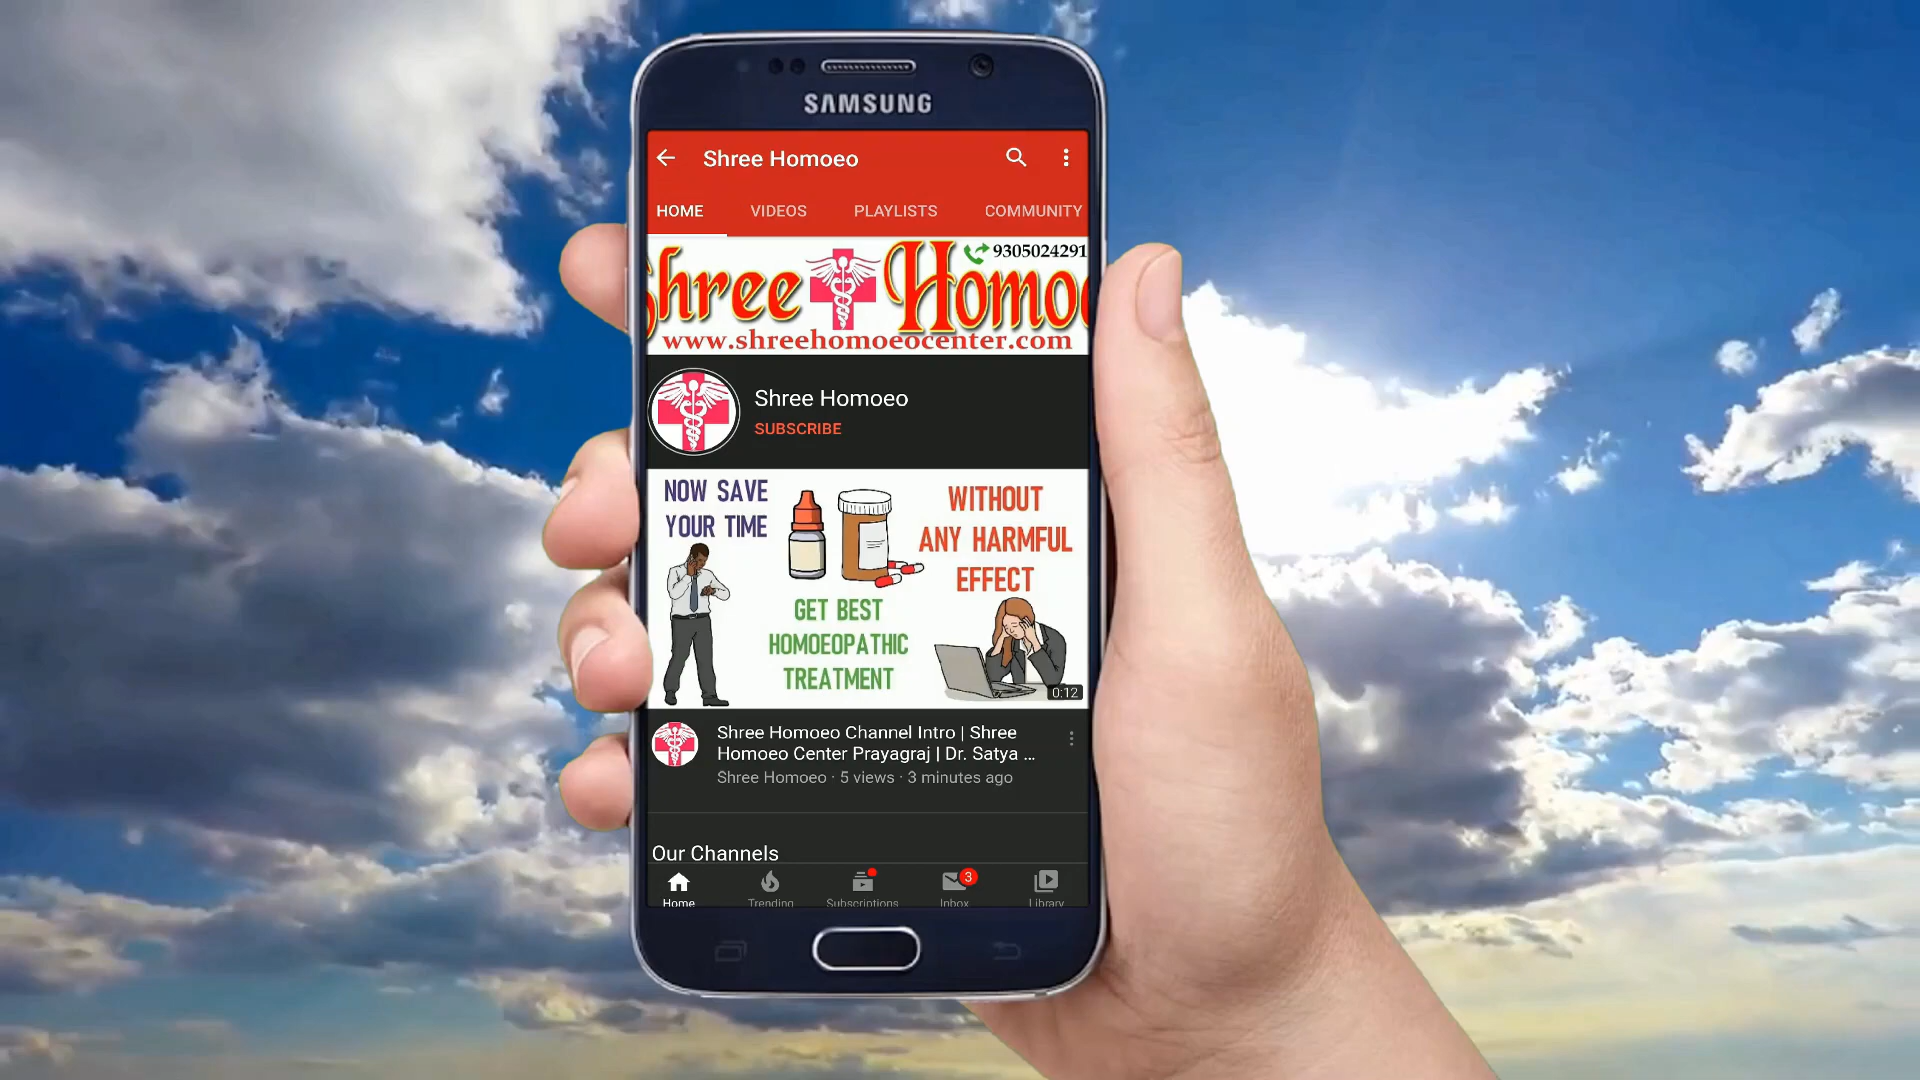 SAMSUNG
Shree Homoeo
HOME VIDEOS PLAYLISTS COMMUNITY
9305024291
Shree Homoeo
www.shreehomoeocenter.com
Shree Homoeo
SUBSCRIBE
NOW SAVE
YOUR TIME
WITHOUT
ANY HARMFUL
EFFECT
GET BEST
HOMOEOPATHIC
TREATMENT
0:12
Shree Homoeo Channel Intro | Shree
Homoeo Center Prayagraj | Dr. Satya ...
Shree Homoeo · 5 views · 3 minutes ago
Our Channels
3
Home Trending Subscriptions Inbox Library